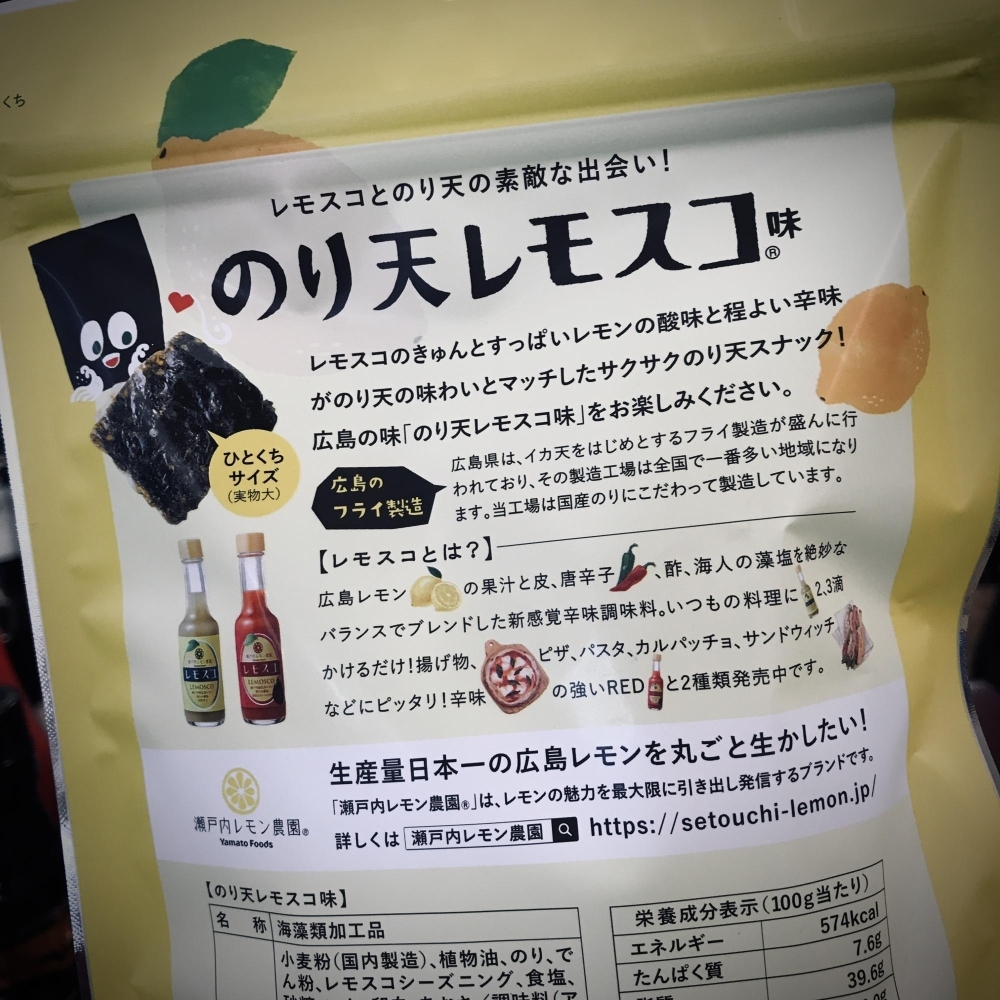 くち
レモスコとのり天の素敵な出会い!
のり天レモスコ®味
レモスコのきゅんとすっぱいレモンの酸味と程よい辛味
がのり天の味わいとマッチしたサクサクのり天スナック!
広島の味「のり天レモスコ味」をお楽しみください。
ひとくち
サイズ
(実物大)
広島の
フライ製造
広島県は、イカ天をはじめとするフライ製造が盛んに行
われており、その製造工場は全国で一番多い地域になり
ます。当工場は国産のりにこだわって製造しています。
【レモスコとは?】
広島レモンの果汁と皮、唐辛子、酢、海人の藻塩を絶妙な
バランスでブレンドした新感覚辛味調味料。いつもの料理に2,3滴
かけるだけ!揚げ物、ピザ、パスタ、カルパッチョ、サンドウィッチ
などにピッタリ!辛味の強いREDと2種類発売中です。
レモスコ
LEMOSCO
レモスコ
LEMOSCO
生産量日本一の広島レモンを丸ごと生かしたい!
「瀬戸内レモン農園®」は、レモンの魅力を最大限に引き出し発信するブランドです。
瀬戸内レモン農園®
Yamato Foods
詳しくは 瀬戸内レモン農園 https://setouchi-lemon.jp/
【のり天レモスコ味】
名 称 海藻類加工品
小麦粉(国内製造)、植物油、のり、で
ん粉、レモスコシーズニング、食塩、
栄養成分表示(100g当たり)
エネルギー 574kcal
たんぱく質 7.6g
39.6g